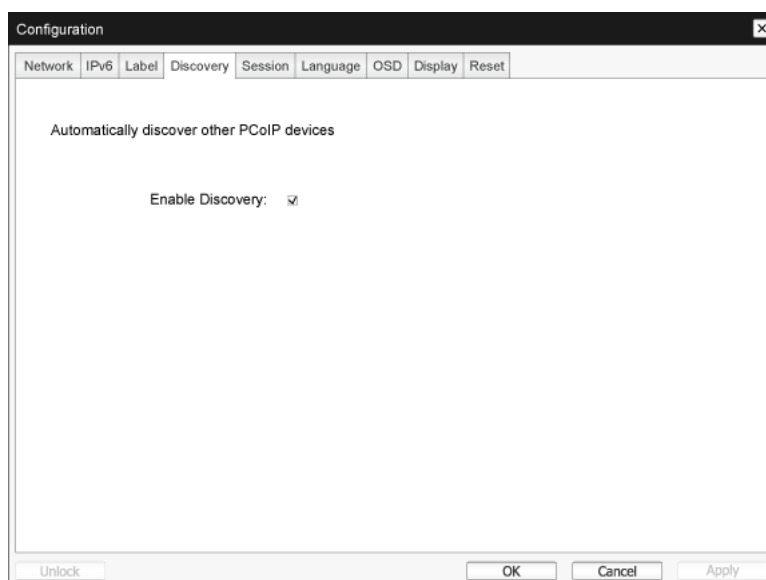 Configuration
Network IPv6 Label Discovery Session Language OSD Display Reset
Automatically discover other PCoIP devices
Enable Discovery:
Unlock OK Cancel Apply